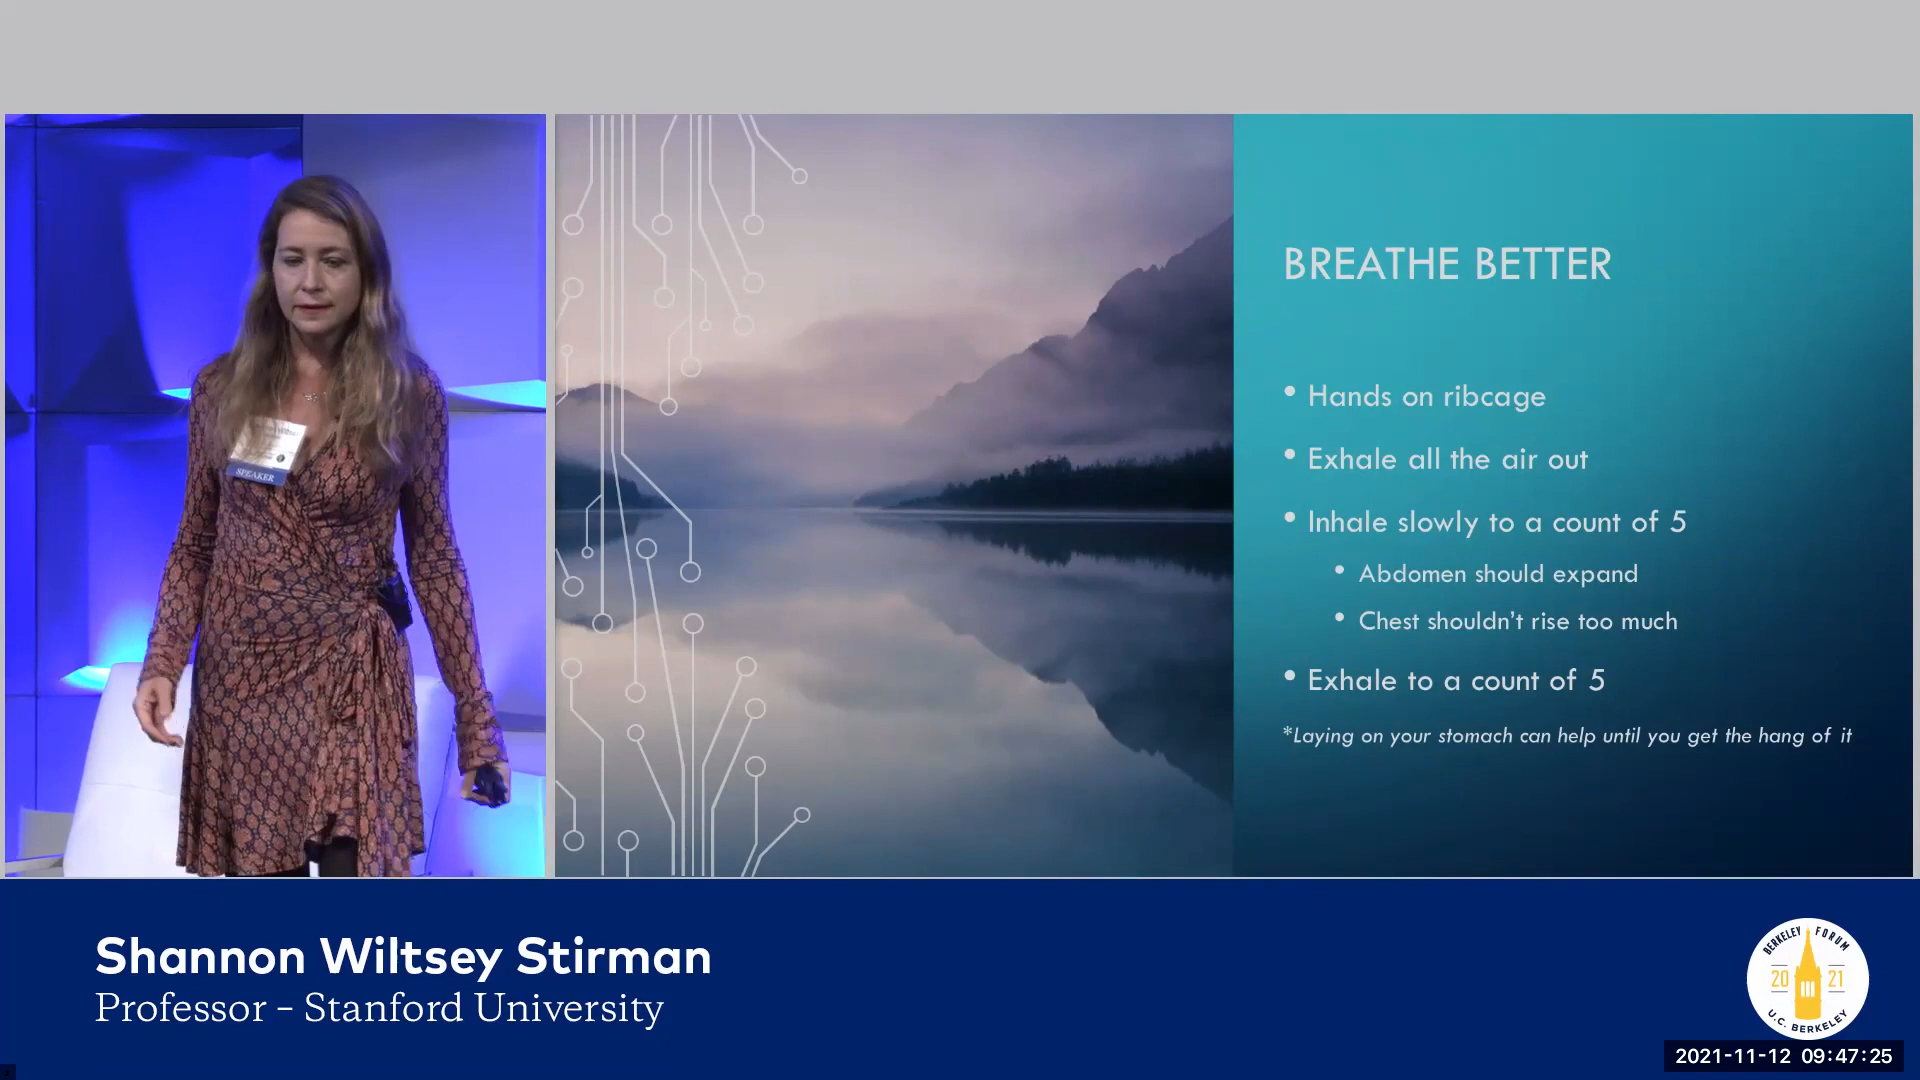 BREATHE BETTER
• Hands on ribcage
• Exhale all the air out
• Inhale slowly to a count of 5
• Abdomen should expand
• Chest shouldn't rise too much
• Exhale to a count of 5
*Laying on your stomach can help until you get the hang of it
SPEAKER
Shannon Wiltsey Stirman
Professor – Stanford University
BERKELEY FORUM
20 21
U.C. BERKELEY
2021-11-12 09:47:25